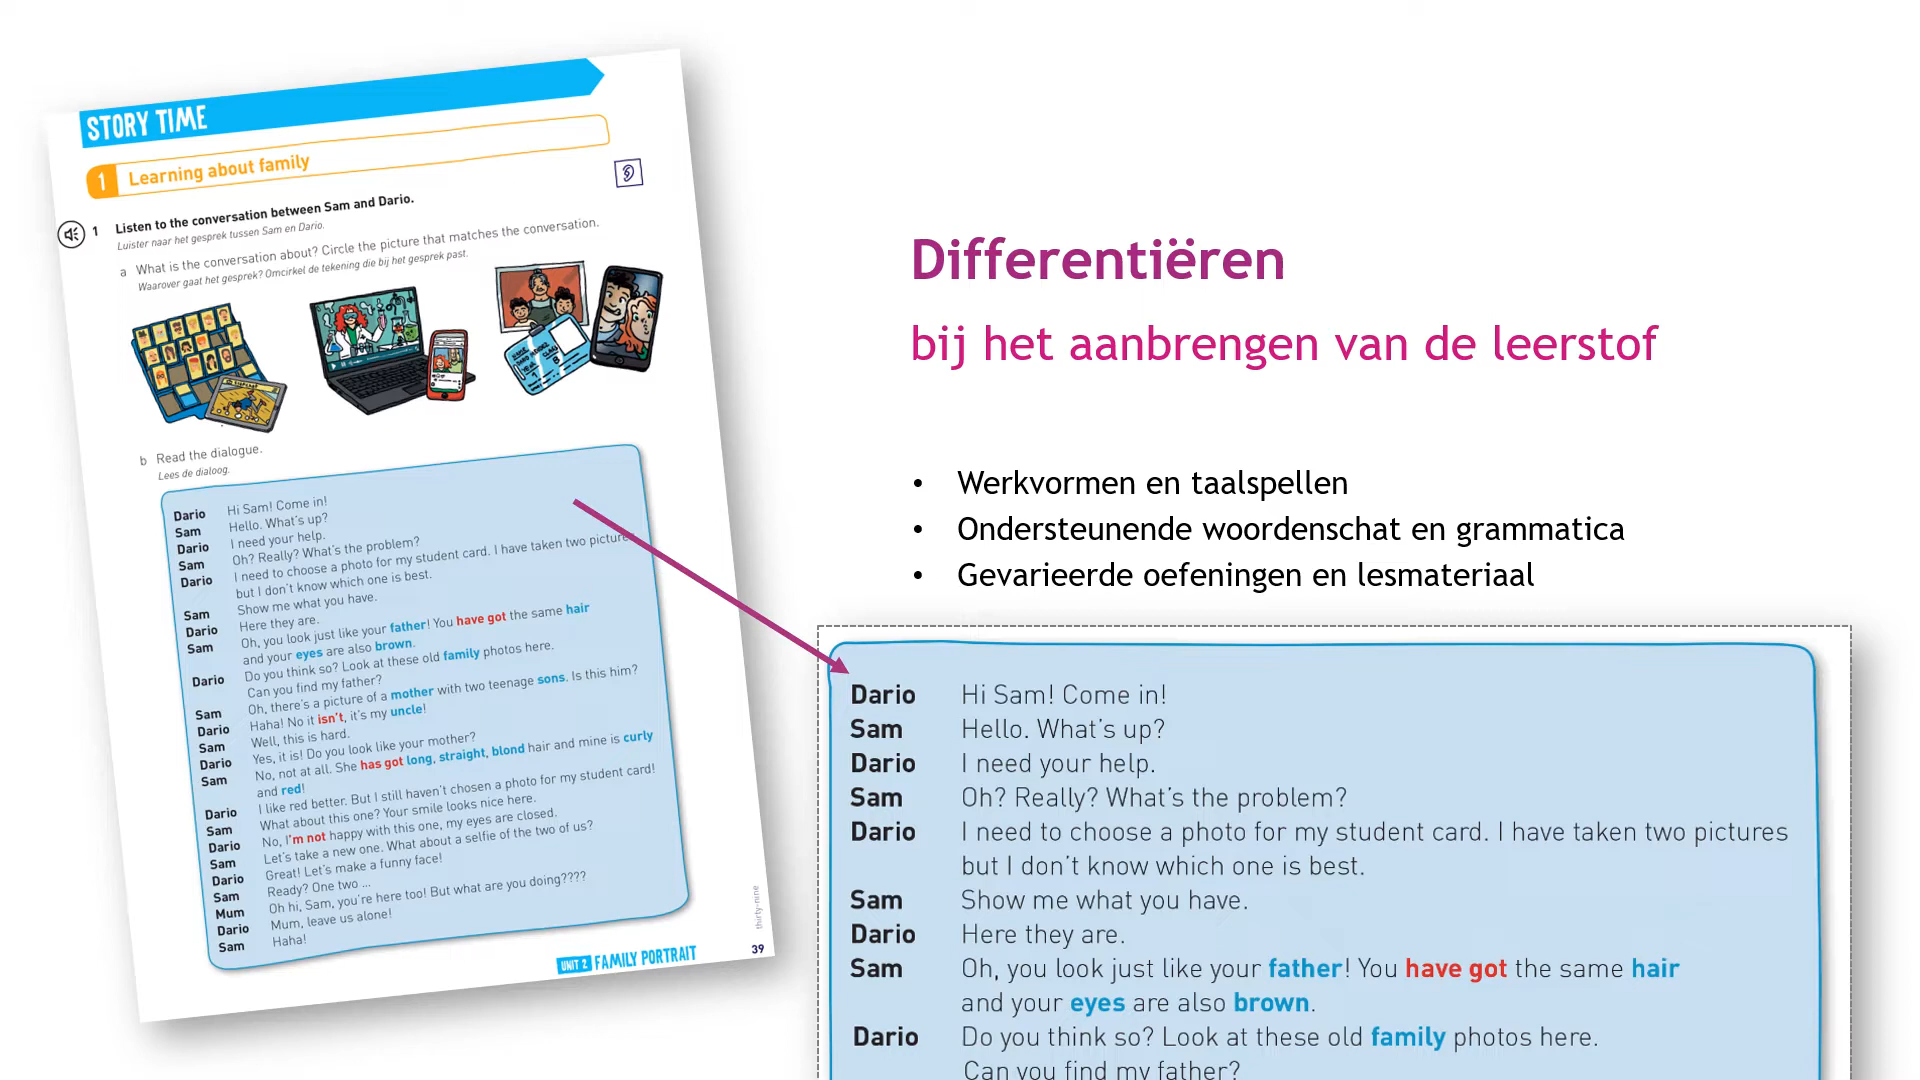 STORY TIME
1 Learning about family
1 Listen to the conversation between Sam and Dario.
Luister naar het gesprek tussen Sam en Dario.
a What is the conversation about? Circle the picture that matches the conversation.
Waarover gaat het gesprek? Omcirkel de tekening die bij het gesprek past.
b Read the dialogue.
Lees de dialoog.
Dario Hi Sam! Come in!
Sam Hello. What's up?
Dario I need your help.
Sam Oh? Really? What's the problem?
Dario I need to choose a photo for my student card. I have taken two pictures
but I don't know which one is best.
Sam Show me what you have.
Dario Here they are.
Sam Oh, you look just like your father! You have got the same hair
and your eyes are also brown.
Dario Do you think so? Look at these old family photos here.
Can you find my father?
Sam Oh, there's a picture of a mother with two teenage sons. Is this him?
Dario Haha! No it isn't, it's my uncle!
Sam Well, this is hard.
Dario Yes, it is! Do you look like your mother?
Sam No, not at all. She has got long, straight, blond hair and mine is curly
and red!
Dario I like red better. But I still haven't chosen a photo for my student card!
Sam What about this one? Your smile looks nice here.
Dario No, I'm not happy with this one, my eyes are closed.
Sam Let's take a new one. What about a selfie of the two of us?
Dario Great! Let's make a funny face!
Sam Ready? One two ...
Mum Oh hi, Sam, you're here too! But what are you doing????
Dario Mum, leave us alone!
Sam Haha!
thirty-nine
UNIT 2 FAMILY PORTRAIT 39
Differentiëren
bij het aanbrengen van de leerstof
• Werkvormen en taalspellen
• Ondersteunende woordenschat en grammatica
• Gevarieerde oefeningen en lesmateriaal
Dario Hi Sam! Come in!
Sam Hello. What's up?
Dario I need your help.
Sam Oh? Really? What's the problem?
Dario I need to choose a photo for my student card. I have taken two pictures
but I don't know which one is best.
Sam Show me what you have.
Dario Here they are.
Sam Oh, you look just like your father! You have got the same hair
and your eyes are also brown.
Dario Do you think so? Look at these old family photos here.
Can you find my father?